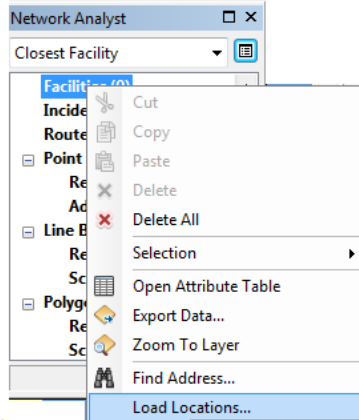 Network Analyst
Closest Facility
Facilities (0)
Cut
Incide
Copy
Route
Paste
Point
Delete
Re
Delete All
Ad
Line B
Selection
Re
Open Attribute Table
Sc
Export Data...
Polyg
Zoom To Layer
Re
Find Address...
Sc
Load Locations...